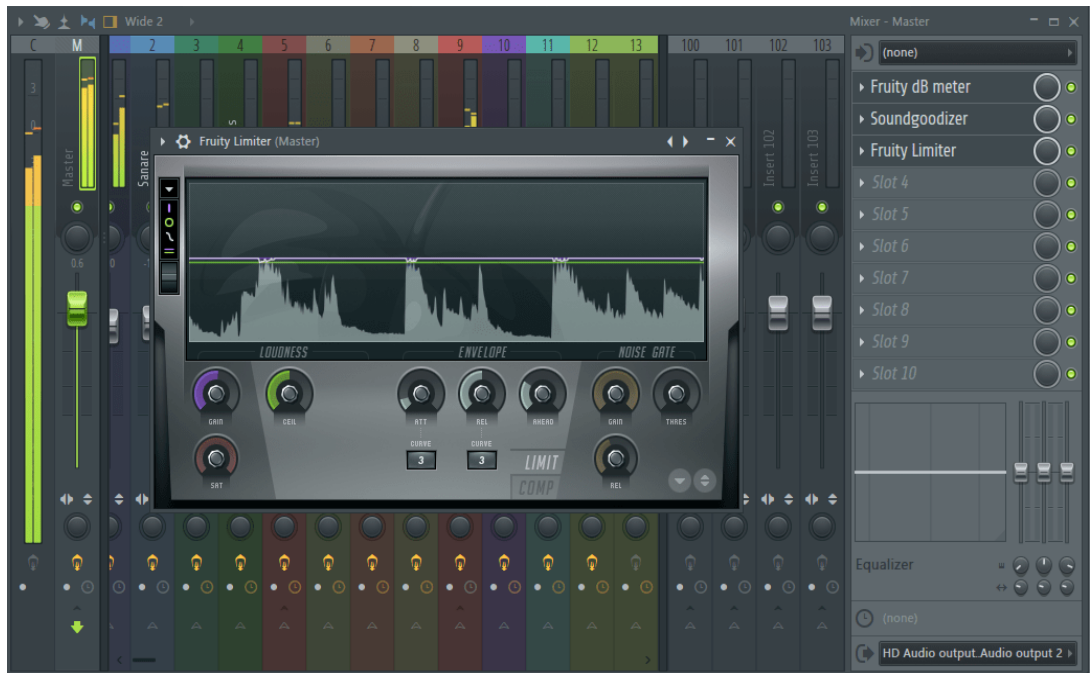 Wide 2
Mixer - Master
C M 2 3 4 5 6 7 8 9 10 11 12 13 100 101 102 103
(none)
3
0
Fruity dB meter
Soundgoodizer
Fruity Limiter
Slot 4
Slot 5
Slot 6
Slot 7
Slot 8
Slot 9
Slot 10
Master
Sanare
S
Insert 102
Insert 103
0.6
Fruity Limiter (Master)
LOUDNESS ENVELOPE NOISE GATE
GAIN CEIL ATT REL AHEAD GAIN THRES
CURVE CURVE
3 3
SAT LIMIT REL
COMP
Equalizer
(none)
HD Audio output..Audio output 2